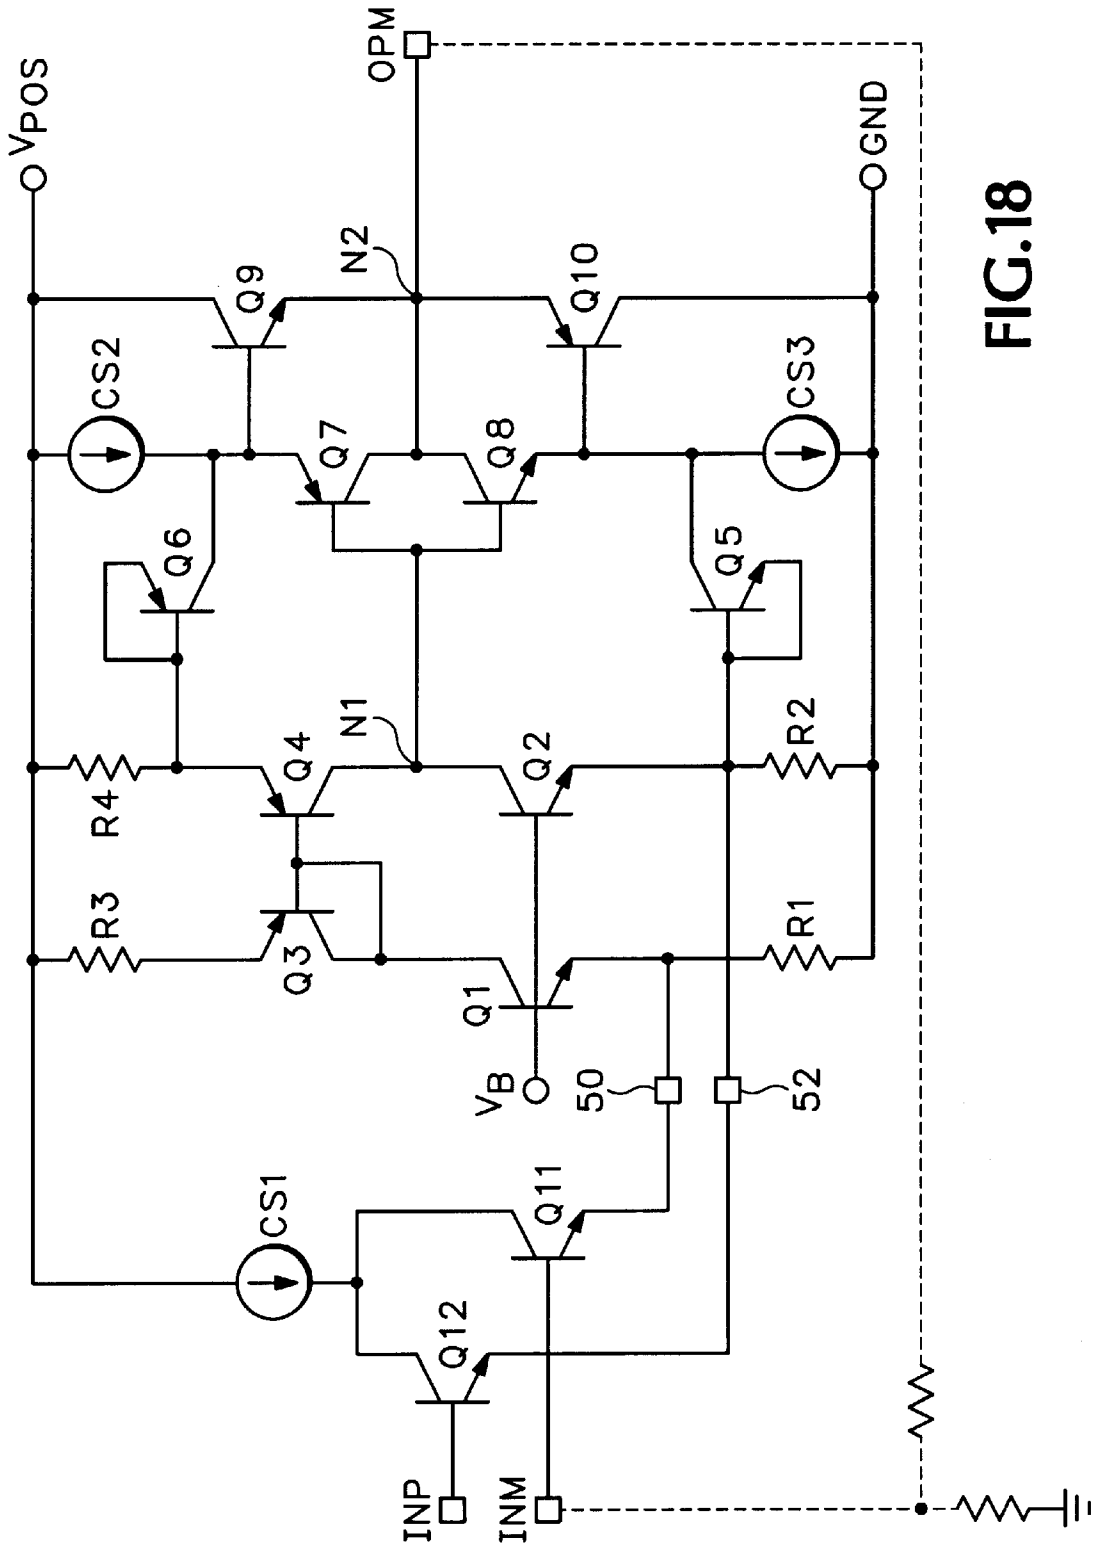 VPOS
OPM
GND
CS2
Q9
N2
Q10
CS3
Q7
Q8
Q6
Q5
R4
Q4
N1
Q2
R2
R3
Q3
Q1
R1
VB
50
52
CS1
Q11
Q12
INP
INM
FIG.18